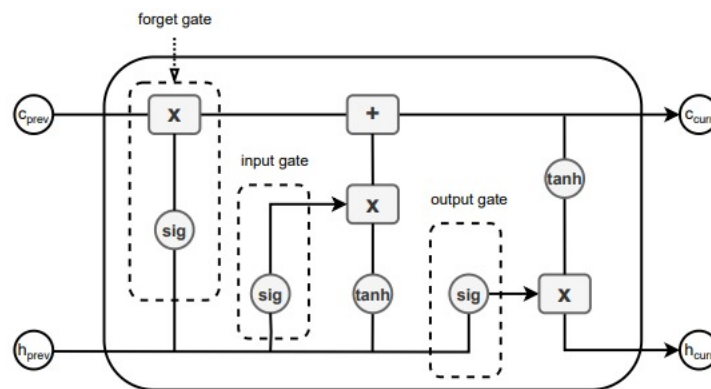 forget gate
c_prev
x
+
c_curr
input gate
tanh
output gate
x
sig
sig
tanh
sig
x
h_prev
h_curr